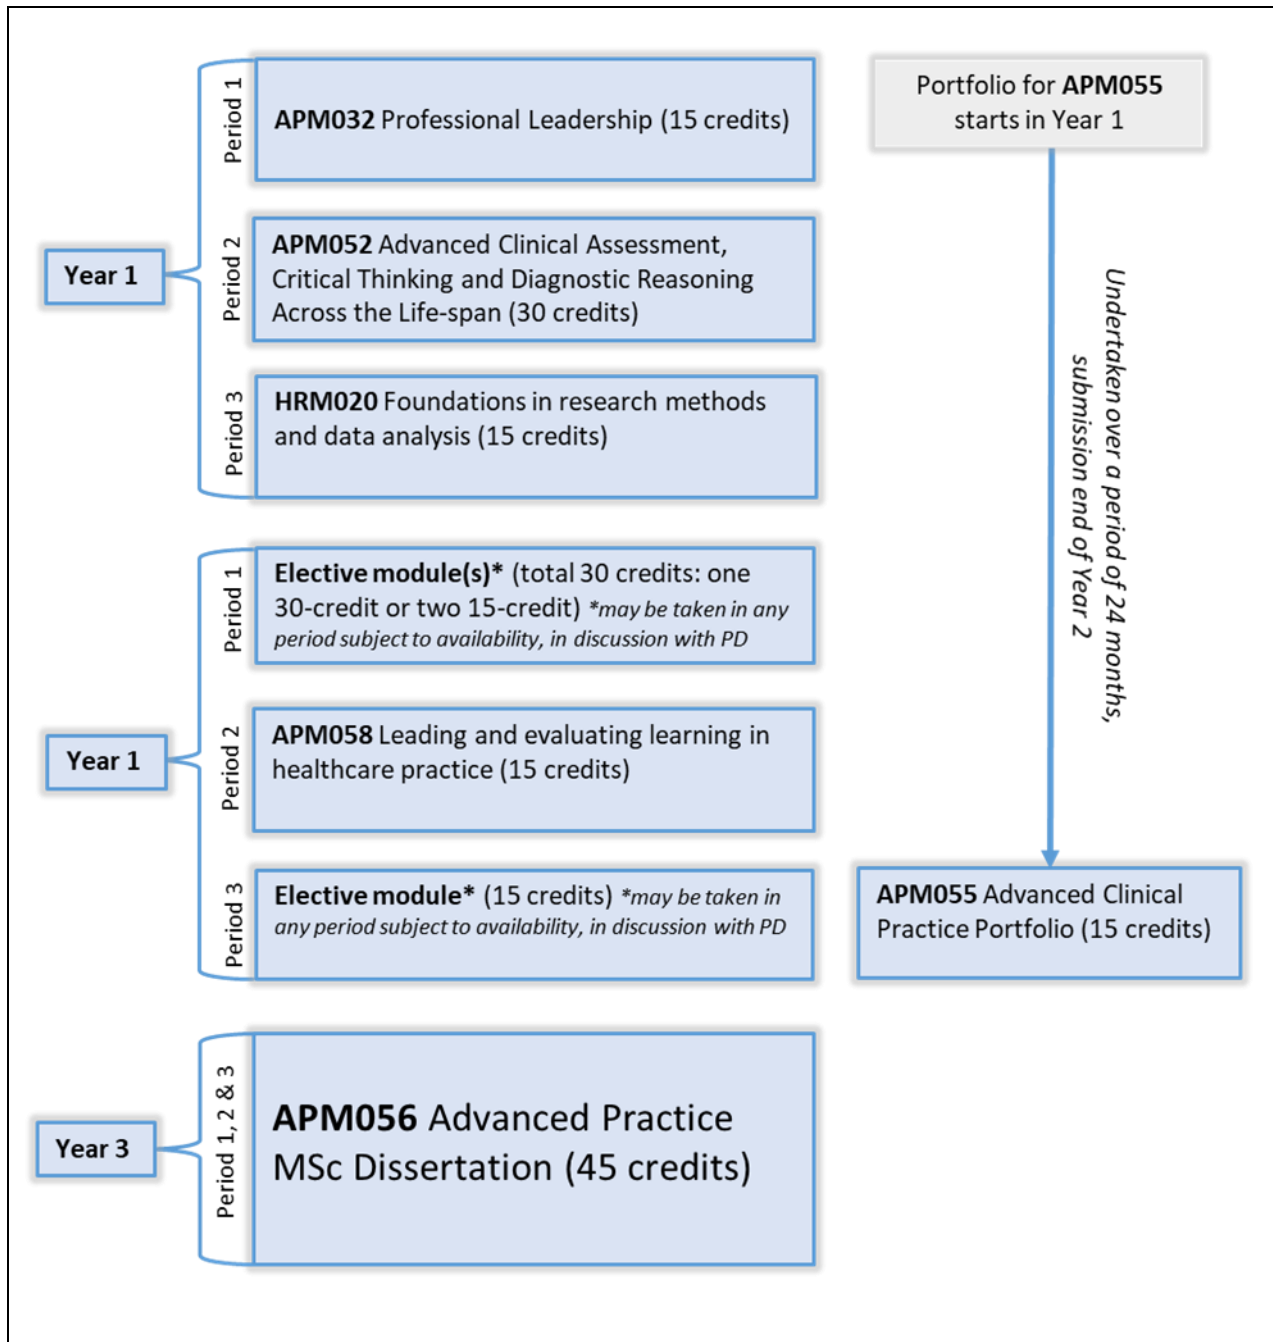 Period 1
APM032 Professional Leadership (15 credits)
Portfolio for APM055
starts in Year 1
Year 1
Period 2
APM052 Advanced Clinical Assessment,
Critical Thinking and Diagnostic Reasoning
Across the Life-span (30 credits)
Period 3
HRM020 Foundations in research methods
and data analysis (15 credits)
Undertaken over a period of 24 months,
submission end of Year 2
Period 1
Elective module(s)* (total 30 credits: one
30-credit or two 15-credit) *may be taken in any
period subject to availability, in discussion with PD
Year 1
Period 2
APM058 Leading and evaluating learning in
healthcare practice (15 credits)
Period 3
Elective module* (15 credits) *may be taken in
any period subject to availability, in discussion with PD
APM055 Advanced Clinical
Practice Portfolio (15 credits)
Year 3
Period 1, 2 & 3
APM056 Advanced Practice
MSc Dissertation (45 credits)